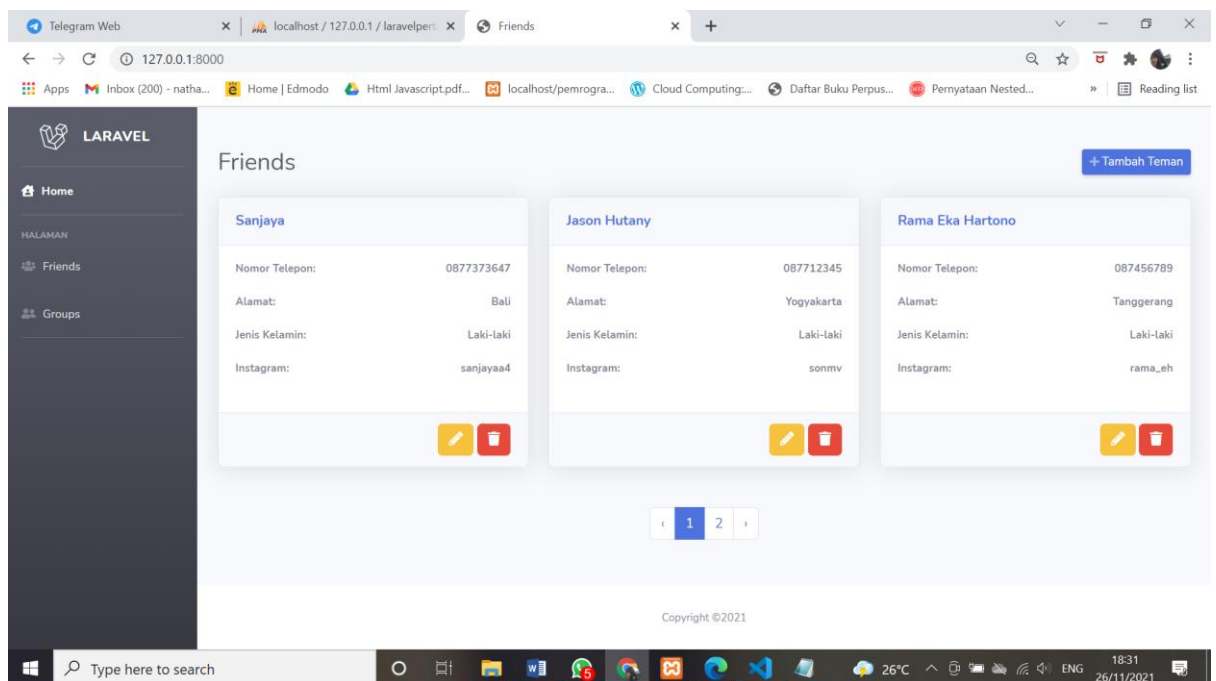 Telegram Web
localhost / 127.0.0.1 / laravelpert
Friends
127.0.0.1:8000
Apps
Inbox (200) - natha...
Home | Edmodo
Html Javascript.pdf...
localhost/pemrogra...
Cloud Computing:...
Daftar Buku Perpus...
Pernyataan Nested...
»
Reading list
LARAVEL
Home
HALAMAN
Friends
Groups
Friends
+ Tambah Teman
Sanjaya
Nomor Telepon: 0877373647
Alamat: Bali
Jenis Kelamin: Laki-laki
Instagram: sanjayaa4
Jason Hutany
Nomor Telepon: 087712345
Alamat: Yogyakarta
Jenis Kelamin: Laki-laki
Instagram: sonmv
Rama Eka Hartono
Nomor Telepon: 087456789
Alamat: Tanggerang
Jenis Kelamin: Laki-laki
Instagram: rama_eh
‹ 1 2 ›
Copyright ©2021
Type here to search
5
26°C
ENG
18:31
26/11/2021